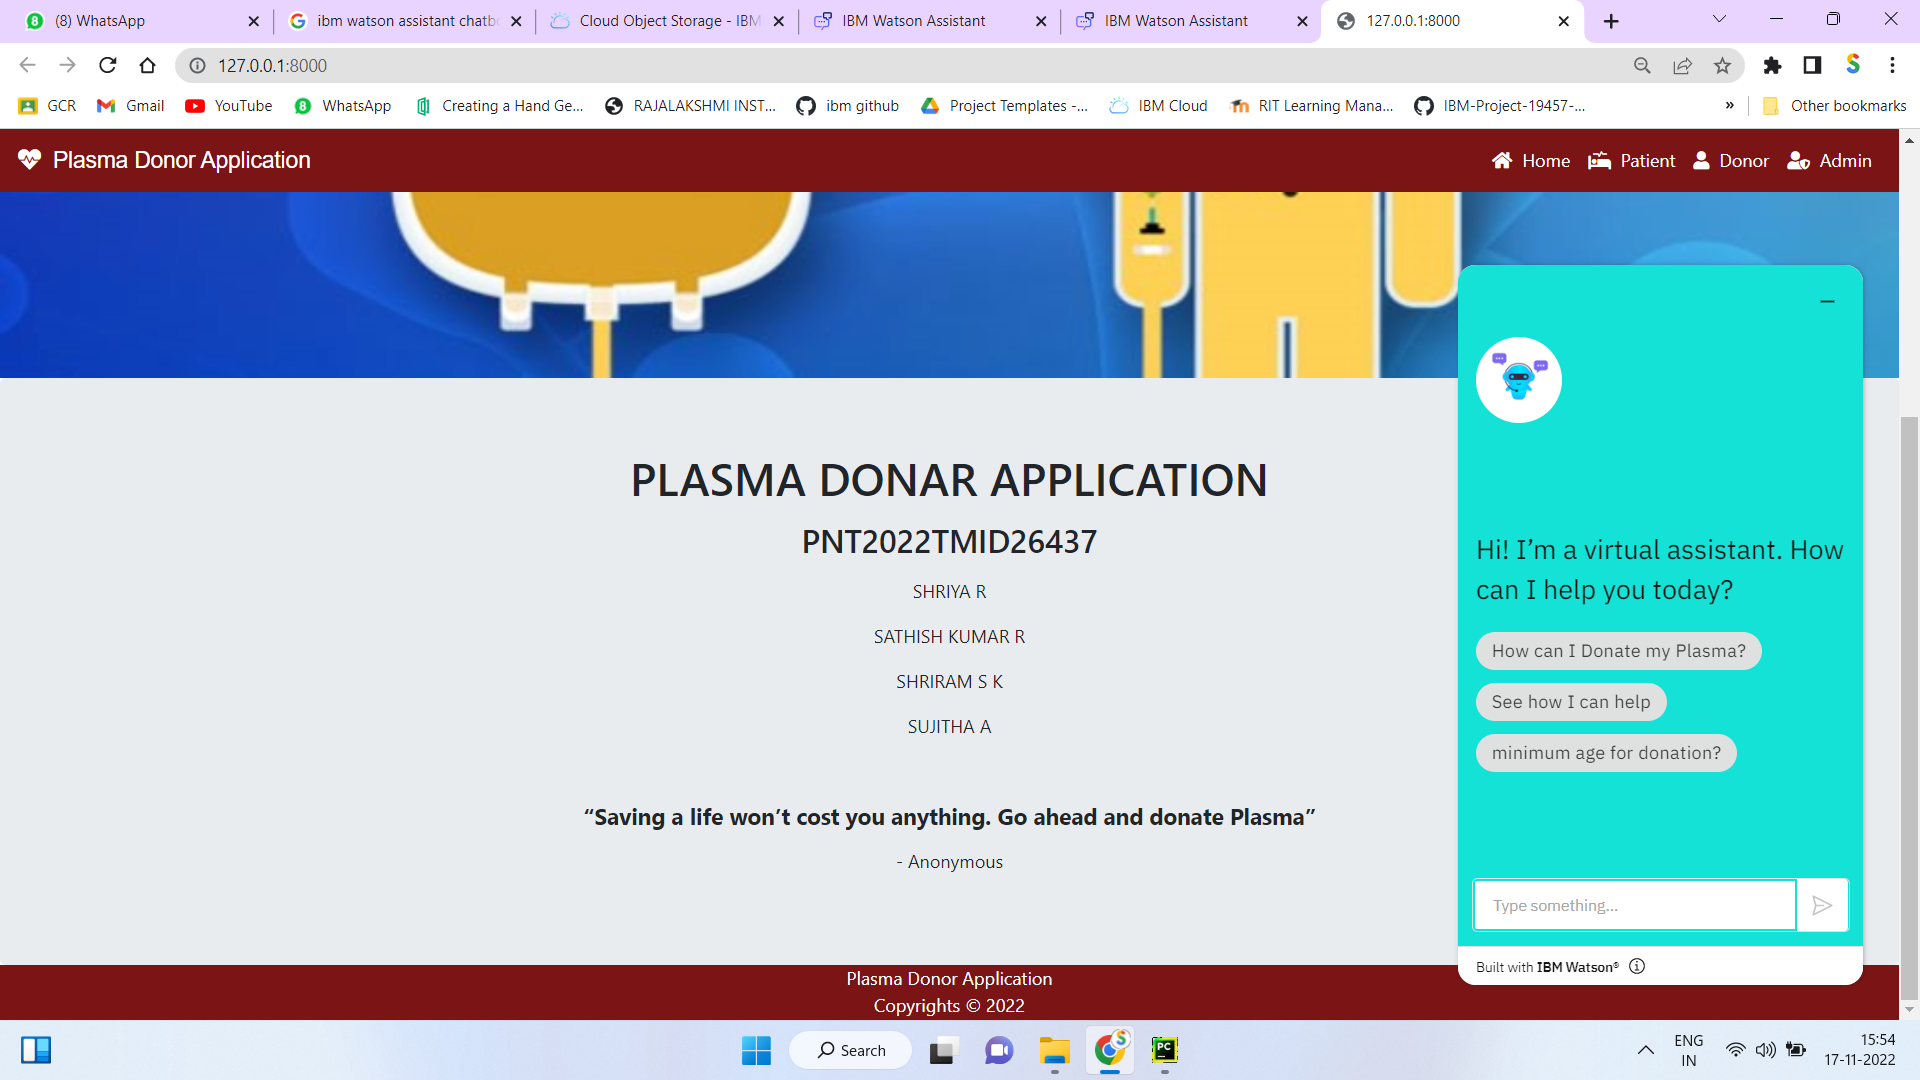 (8) WhatsApp
ibm watson assistant chatbo
Cloud Object Storage - IBM
IBM Watson Assistant
IBM Watson Assistant
127.0.0.1:8000
127.0.0.1:8000
GCR
Gmail
YouTube
WhatsApp
Creating a Hand Ge...
RAJALAKSHMI INST...
ibm github
Project Templates -...
IBM Cloud
RIT Learning Mana...
IBM-Project-19457-...
»
Other bookmarks
Plasma Donor Application
Home
Patient
Donor
Admin
PLASMA DONAR APPLICATION
PNT2022TMID26437
SHRIYA R
SATHISH KUMAR R
SHRIRAM S K
SUJITHA A
“Saving a life won’t cost you anything. Go ahead and donate Plasma”
- Anonymous
Hi! I’m a virtual assistant. How
can I help you today?
How can I Donate my Plasma?
See how I can help
minimum age for donation?
Type something...
Built with IBM Watson®
Plasma Donor Application
Copyrights © 2022
Search
PC
ENG
IN
15:54
17-11-2022